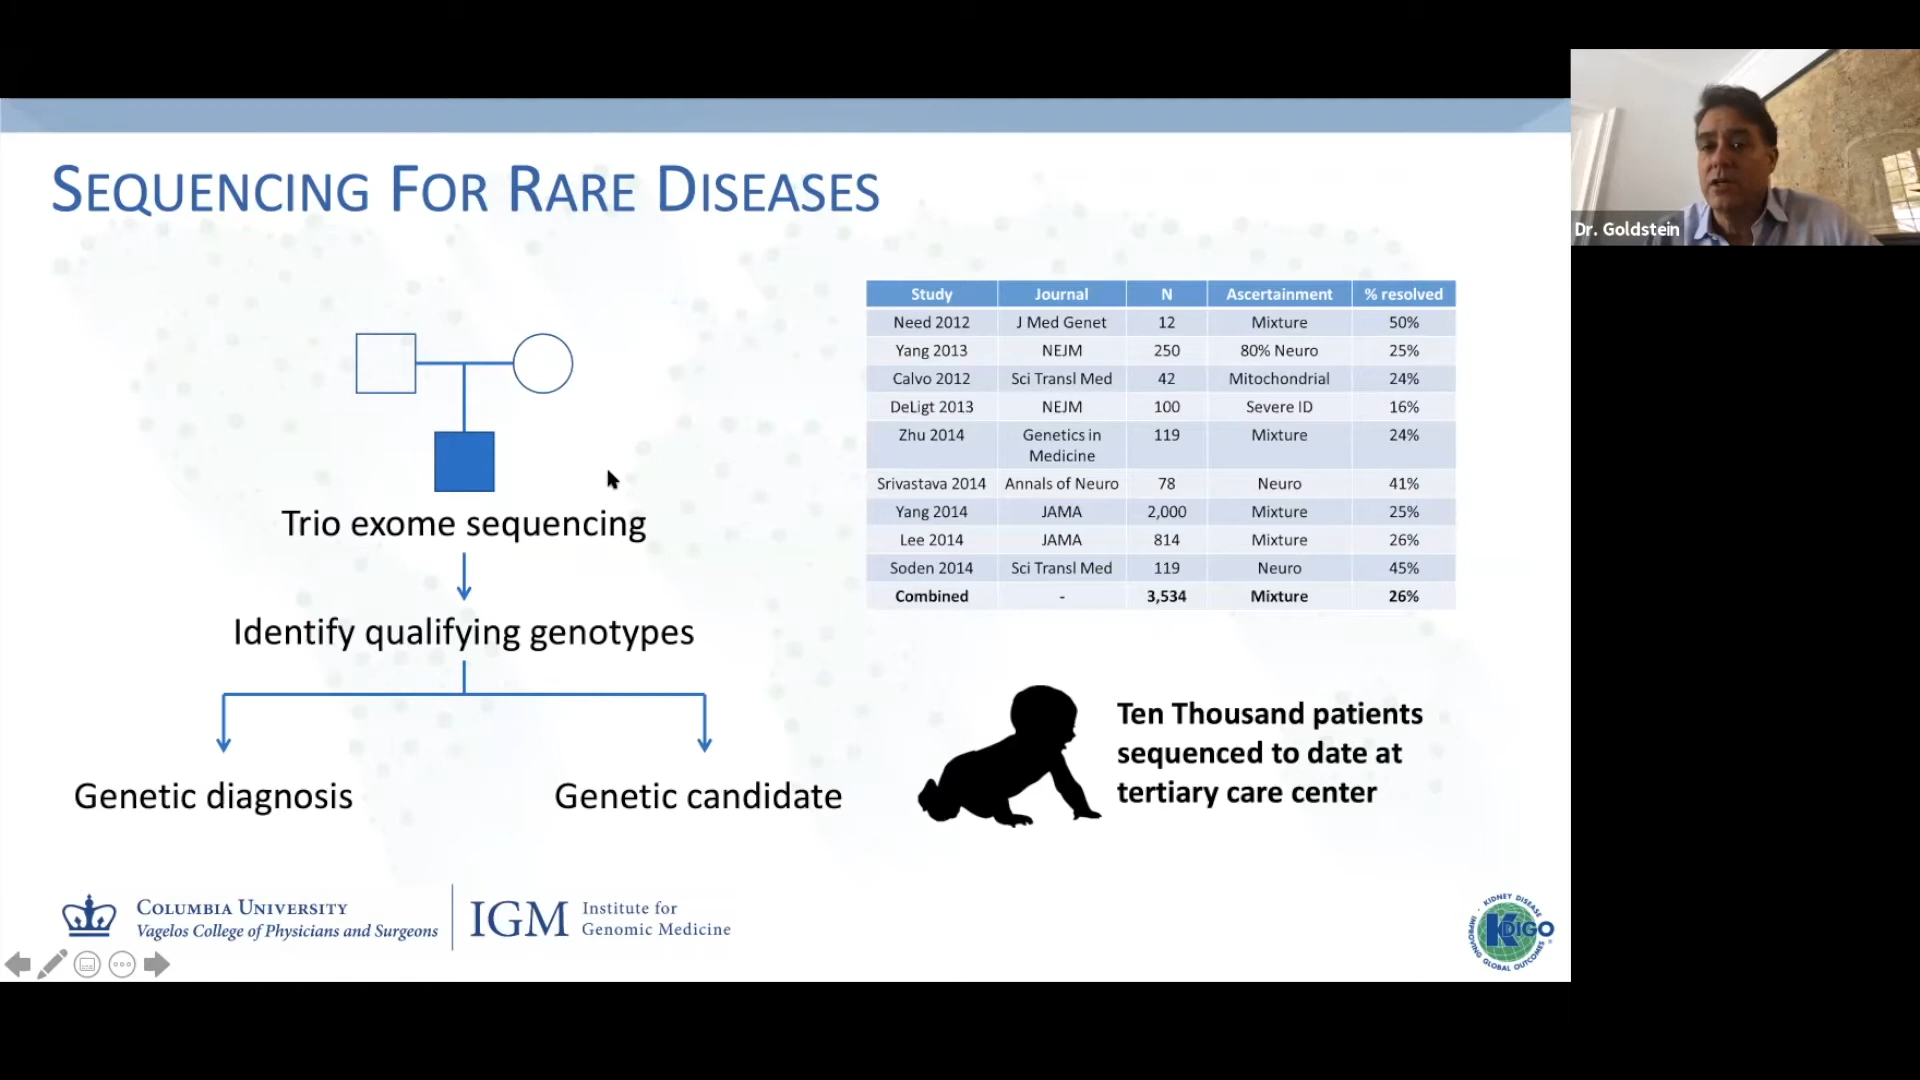 SEQUENCING FOR RARE DISEASES
Dr. Goldstein
Trio exome sequencing
Identify qualifying genotypes
Genetic diagnosis
Genetic candidate
Study Journal N Ascertainment % resolved
Need 2012 J Med Genet 12 Mixture 50%
Yang 2013 NEJM 250 80% Neuro 25%
Calvo 2012 Sci Transl Med 42 Mitochondrial 24%
DeLigt 2013 NEJM 100 Severe ID 16%
Zhu 2014 Genetics in 119 Mixture 24%
Medicine
Srivastava 2014 Annals of Neuro 78 Neuro 41%
Yang 2014 JAMA 2,000 Mixture 25%
Lee 2014 JAMA 814 Mixture 26%
Soden 2014 Sci Transl Med 119 Neuro 45%
Combined - 3,534 Mixture 26%
Ten Thousand patients
sequenced to date at
tertiary care center
COLUMBIA UNIVERSITY
Vagelos College of Physicians and Surgeons
IGM
Institute for
Genomic Medicine
KIDNEY DISEASE
KDIGO
IMPROVING GLOBAL OUTCOMES